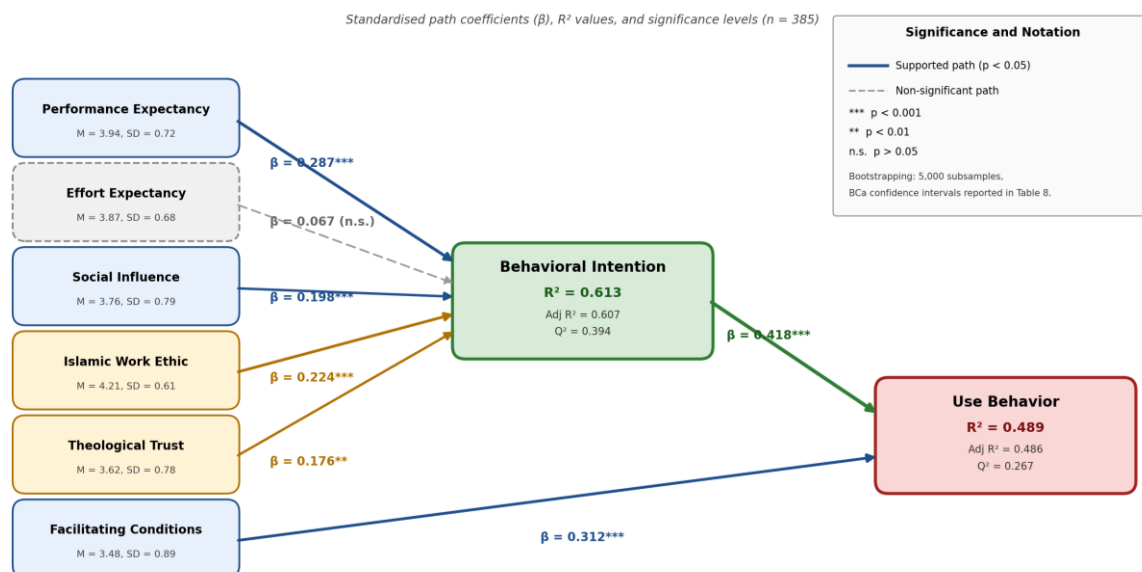 Standardised path coefficients (β), R² values, and significance levels (n = 385)
Significance and Notation
Supported path (p < 0.05)
Non-significant path
*** p < 0.001
** p < 0.01
n.s. p > 0.05
Bootstrapping: 5,000 subsamples,
BCa confidence intervals reported in Table 8.
Performance Expectancy
M = 3.94, SD = 0.72
β = 0.287***
Effort Expectancy
M = 3.87, SD = 0.68
β = 0.067 (n.s.)
Social Influence
M = 3.76, SD = 0.79
β = 0.198***
Islamic Work Ethic
M = 4.21, SD = 0.61
β = 0.224***
Theological Trust
M = 3.62, SD = 0.78
β = 0.176**
Facilitating Conditions
M = 3.48, SD = 0.89
β = 0.312***
Behavioral Intention
R² = 0.613
Adj R² = 0.607
Q² = 0.394
β = 0.418***
Use Behavior
R² = 0.489
Adj R² = 0.486
Q² = 0.267